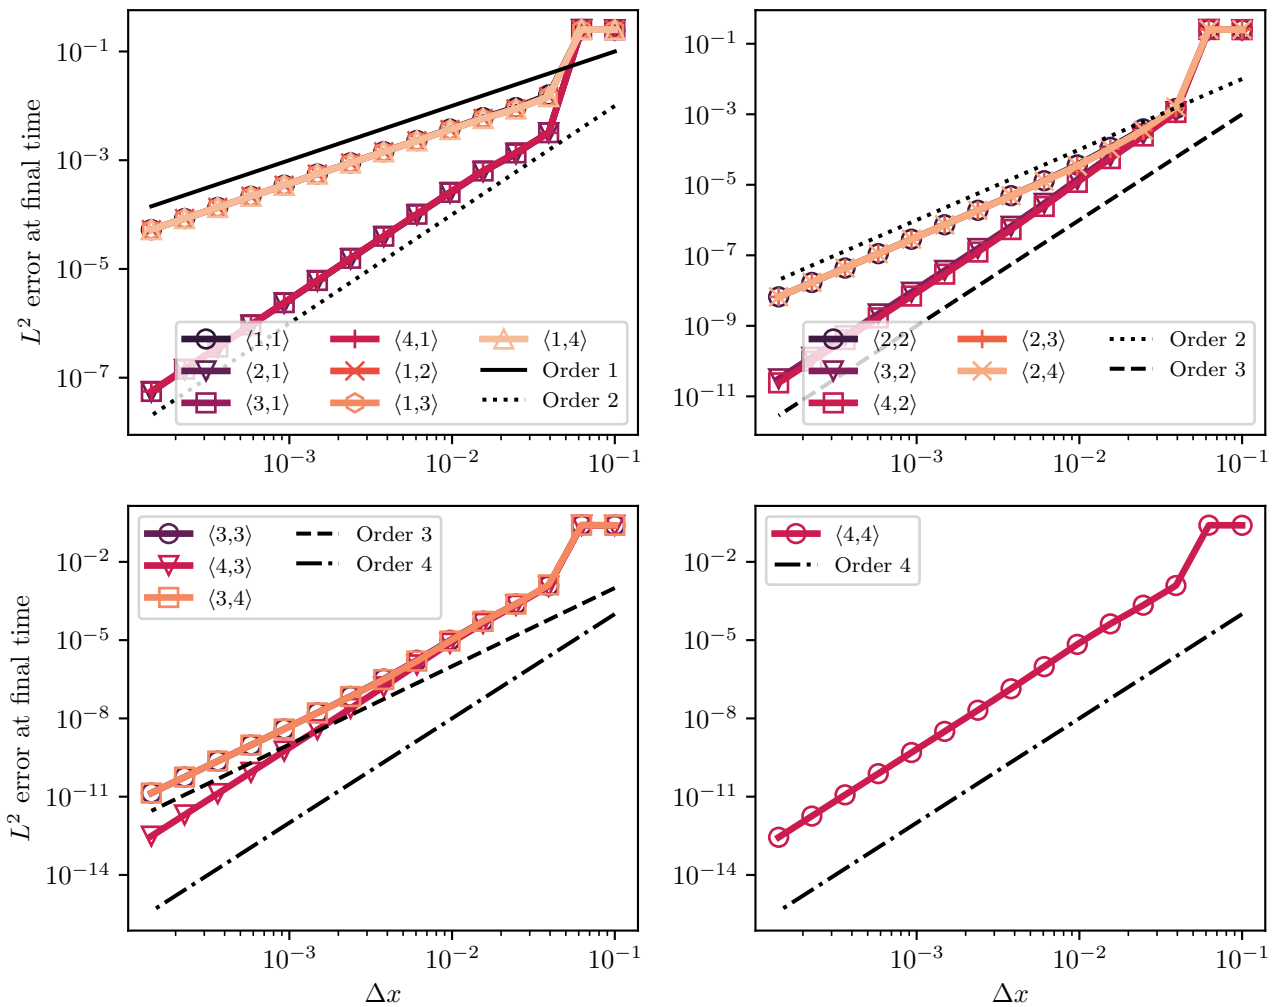 L² error at final time
10⁻¹
10⁻³
10⁻⁵
10⁻⁷
⟨1,1⟩ ⟨4,1⟩ ⟨1,4⟩
⟨2,1⟩ ⟨1,2⟩ Order 1
⟨3,1⟩ ⟨1,3⟩ Order 2
10⁻³ 10⁻² 10⁻¹
10⁻¹
10⁻³
10⁻⁵
10⁻⁷
10⁻⁹
10⁻¹¹
⟨2,2⟩ ⟨2,3⟩ Order 2
⟨3,2⟩ ⟨2,4⟩ Order 3
⟨4,2⟩
10⁻³ 10⁻² 10⁻¹
L² error at final time
10⁻²
10⁻⁵
10⁻⁸
10⁻¹¹
10⁻¹⁴
⟨3,3⟩ Order 3
⟨4,3⟩ Order 4
⟨3,4⟩
10⁻³ 10⁻² 10⁻¹
Δx
10⁻²
10⁻⁵
10⁻⁸
10⁻¹¹
10⁻¹⁴
⟨4,4⟩
Order 4
10⁻³ 10⁻² 10⁻¹
Δx